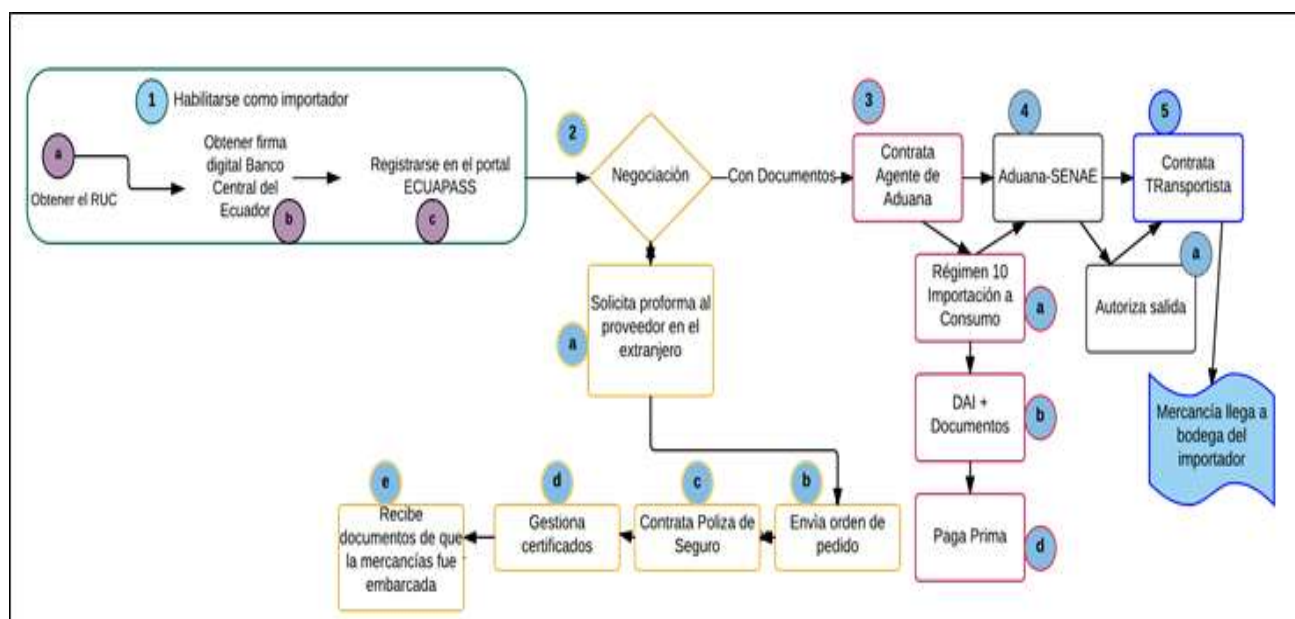 1
Habilitarse como importador
a
Obtener el RUC
Obtener firma
digital Banco
Central del
Ecuador
b
Registrarse en el portal
ECUAPASS
c
2
Negociación
Con Documentos
3
Contrata
Agente de
Aduana
4
Aduana-SENAE
5
Contrata
TRansportista
a
Solicita proforma al
proveedor en el
extranjero
Régimen 10
Importación a
Consumo
a
a
Autoriza salida
DAI +
Documentos
b
Mercancía llega a
bodega del
importador
e
Recibe
documentos de que
la mercancías fue
embarcada
d
Gestiona
certificados
c
Contrata Poliza de
Seguro
b
Envìa orden de
pedido
Paga Prima
d